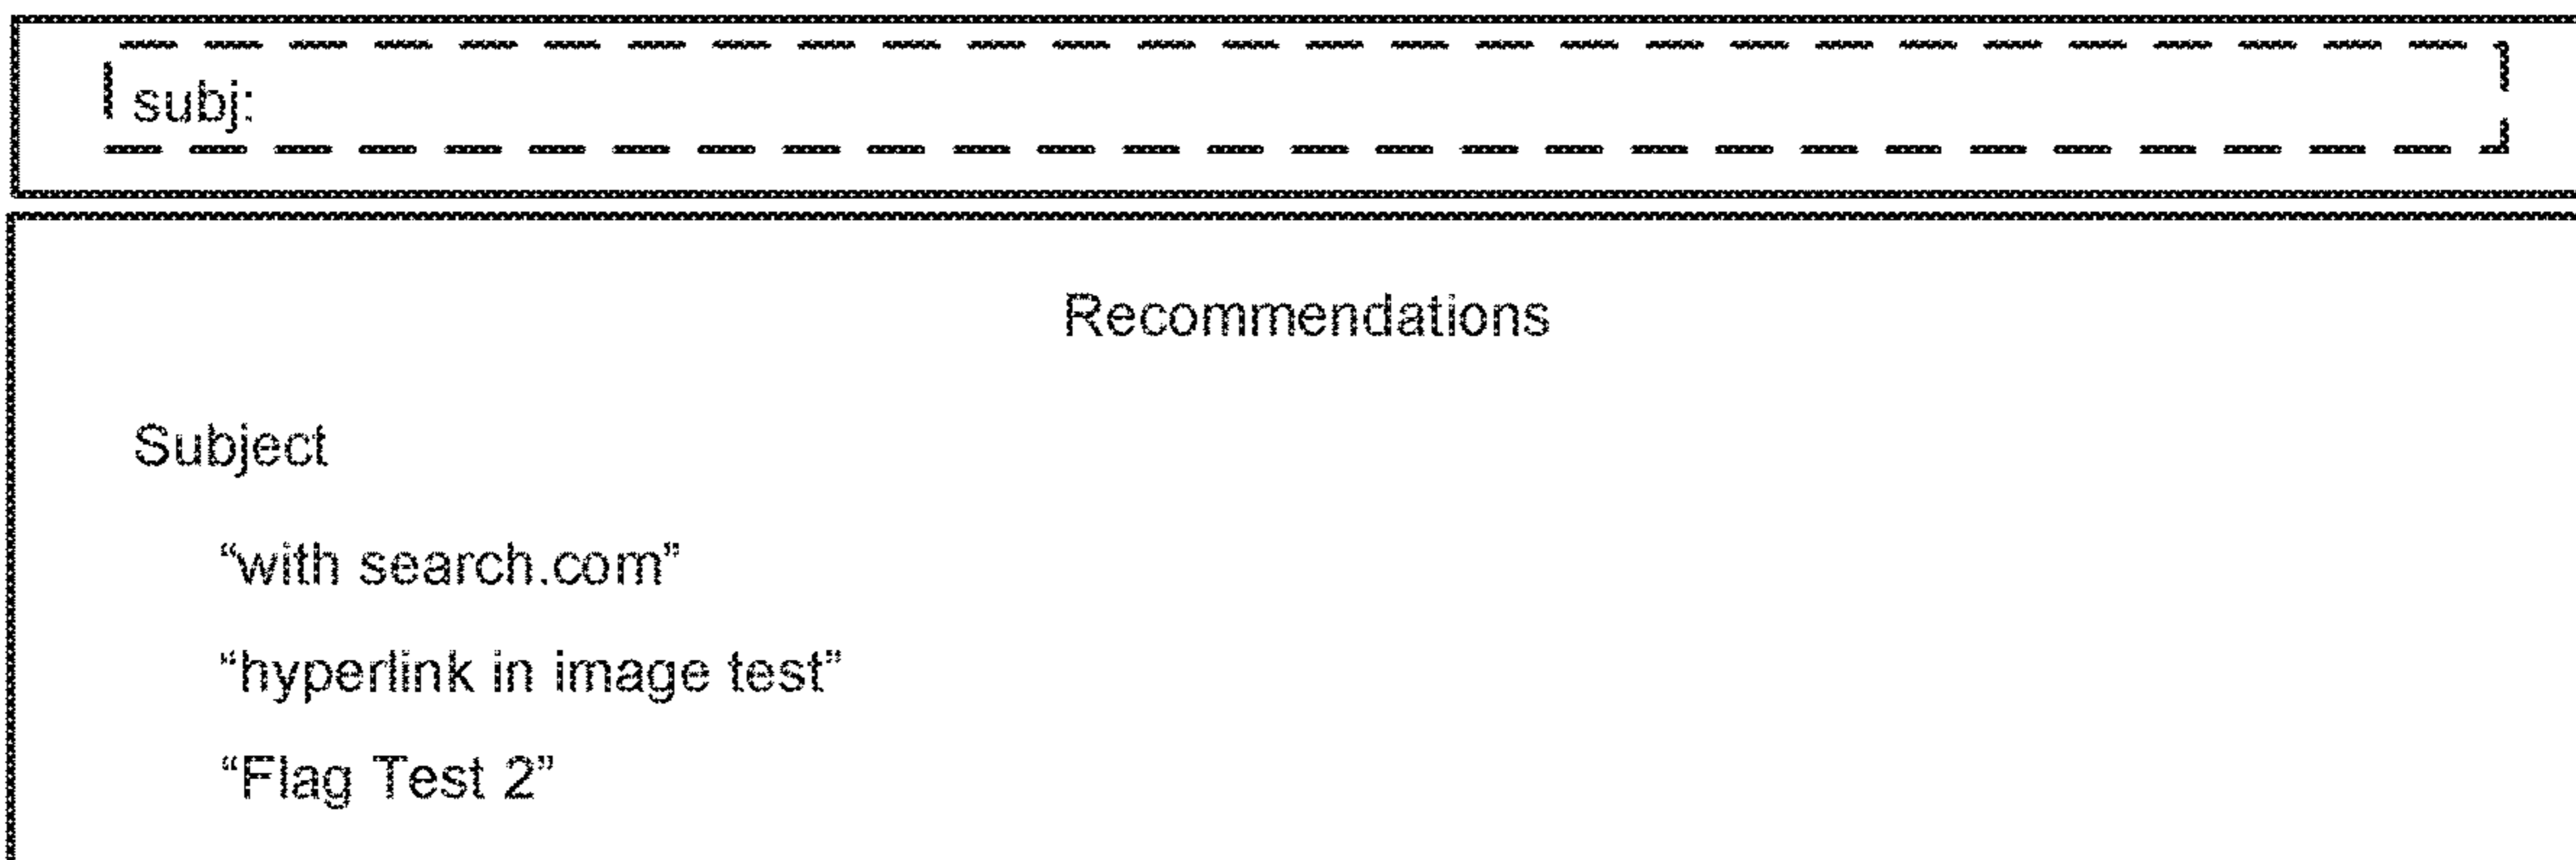 subj:
Recommendations
Subject
“with search.com”
“hyperlink in image test”
“Flag Test 2”